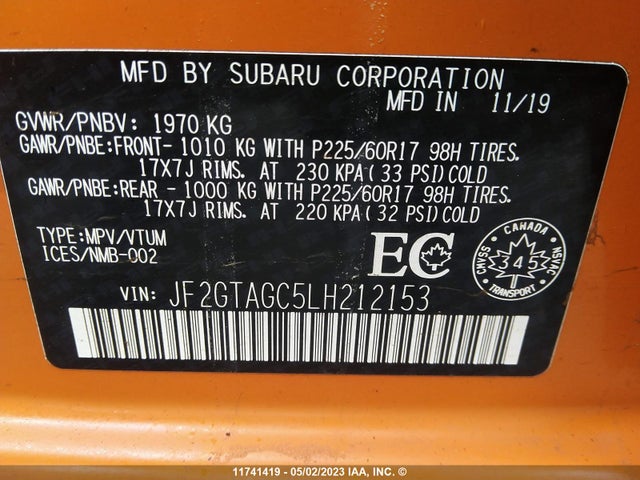 MFD BY SUBARU CORPORATION
MFD IN 11/19
GVWR/PNBV: 1970 KG
GAWR/PNBE:FRONT- 1010 KG WITH P225/60R17 98H TIRES.
17X7J RIMS. AT 230 KPA(33 PSI)COLD
GAWR/PNBE:REAR - 1000 KG WITH P225/60R17 98H TIRES.
17X7J RIMS. AT 220 KPA(32 PSI)COLD
TYPE:MPV/VTUM
ICES/NMB-002
EC
CANADA
CMVSS 345 NSVAC
TRANSPORT
VIN: JF2GTAGC5LH212153
11741419 - 05/02/2023 IAA, INC. ©